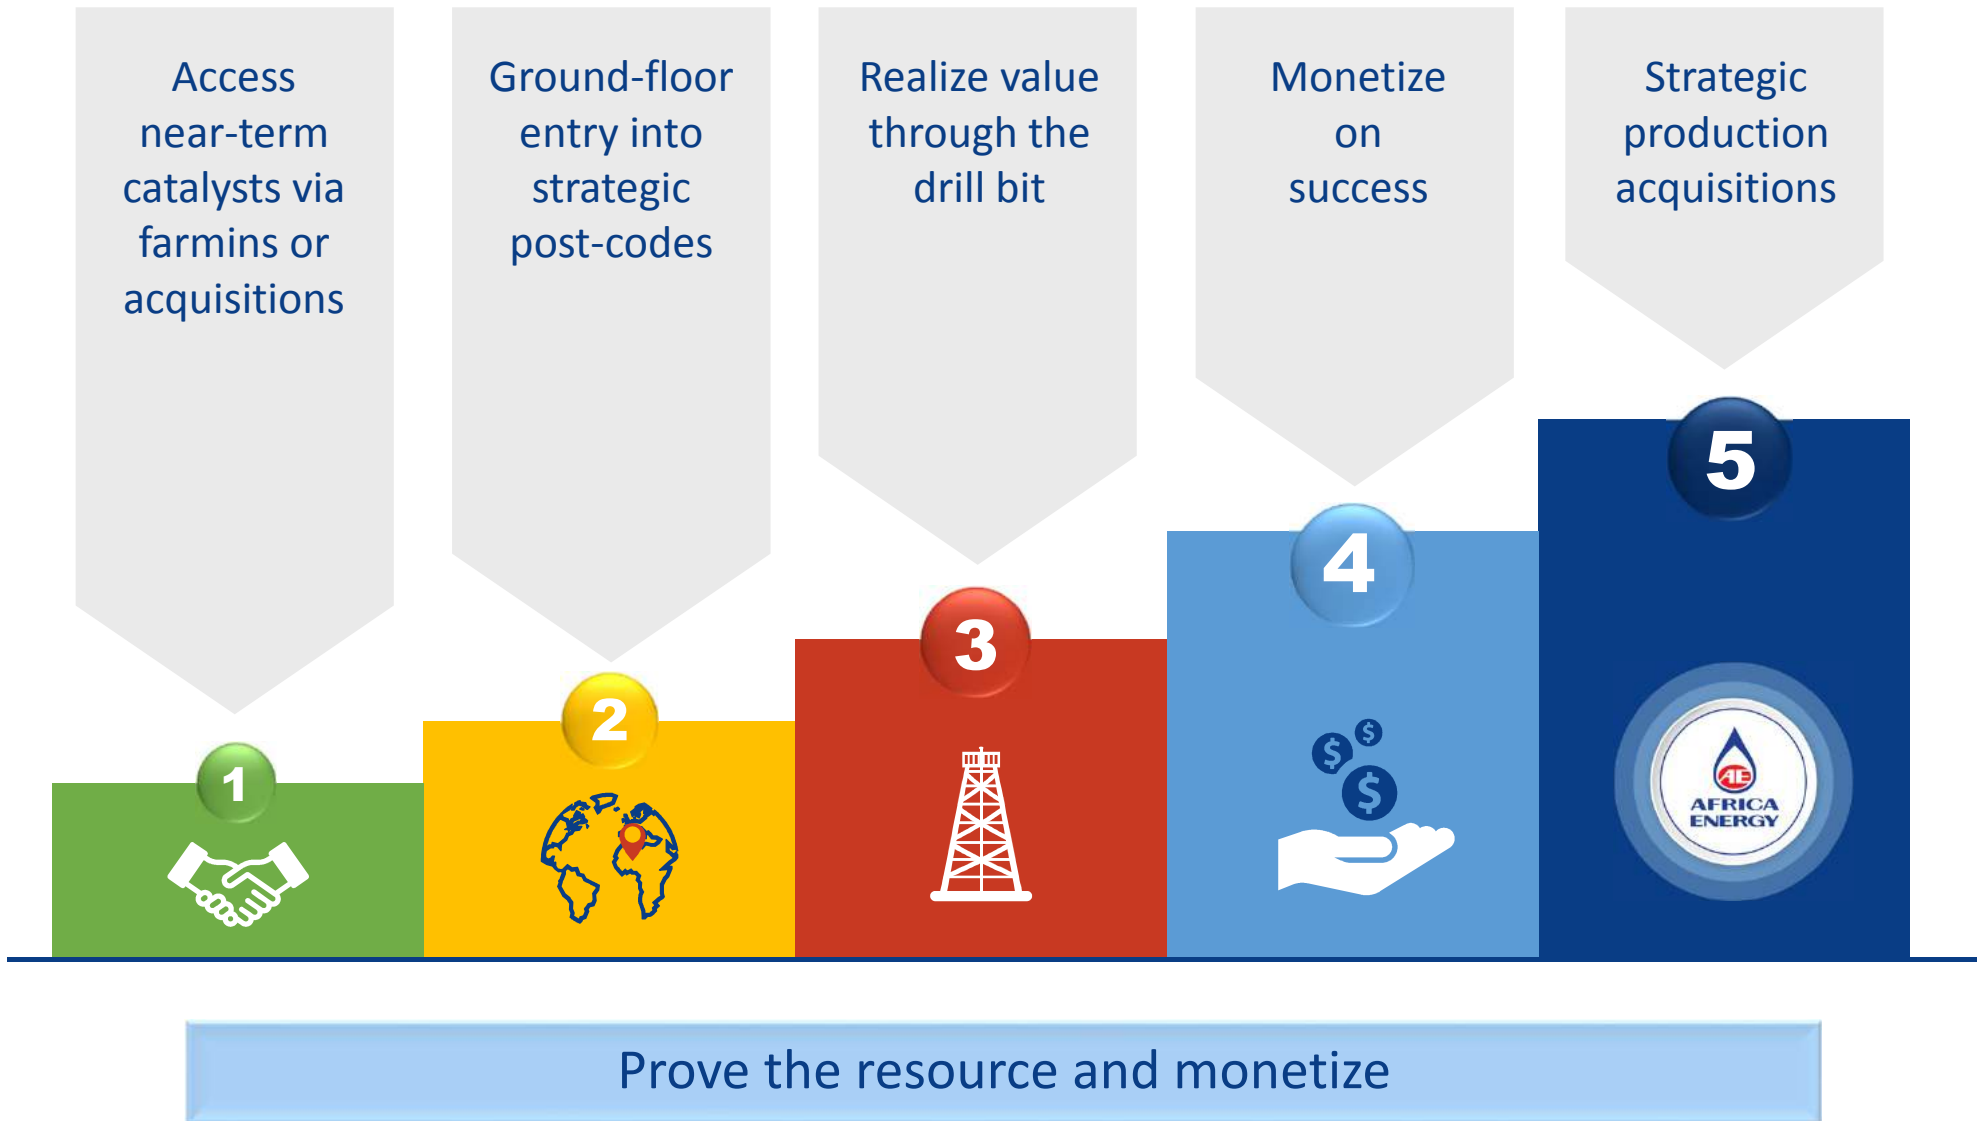 Access
near-term
catalysts via
farmins or
acquisitions
Ground-floor
entry into
strategic
post-codes
Realize value
through the
drill bit
Monetize
on
success
Strategic
production
acquisitions
1
2
3
4
5
$
$
$
AE
AFRICA
ENERGY
Prove the resource and monetize